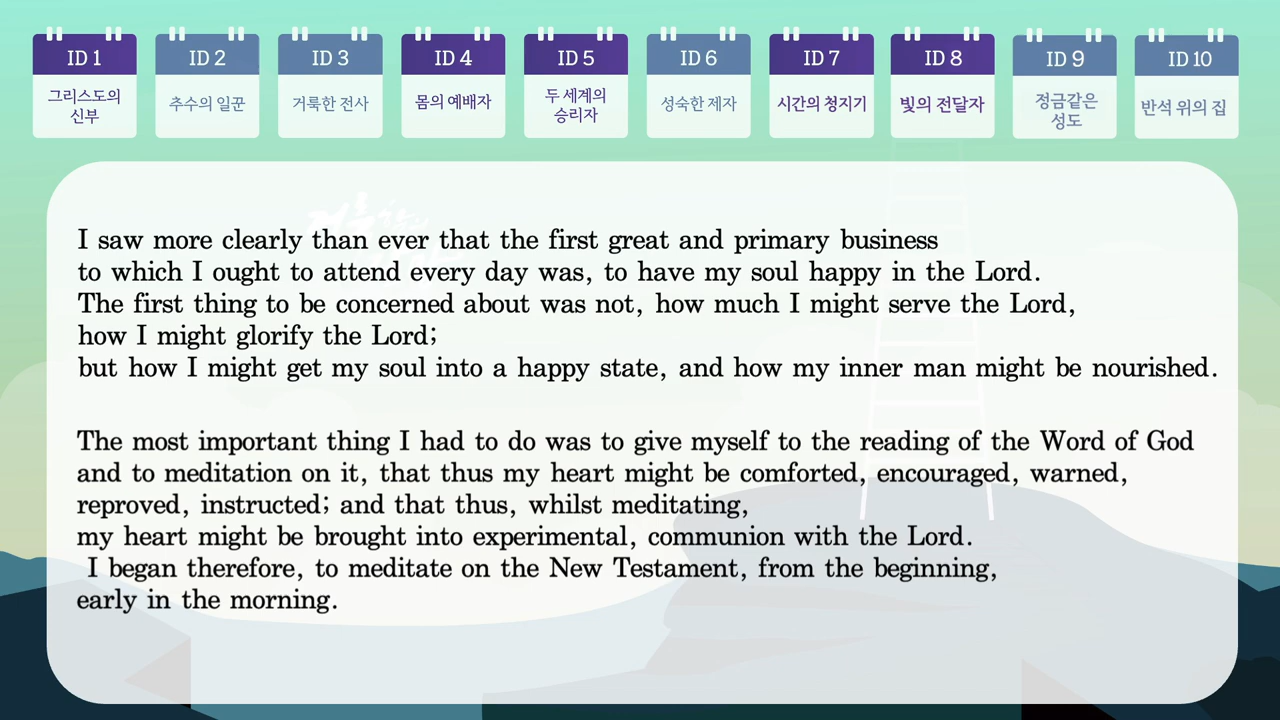 ID 1
그리스도의
신부
ID 2
추수의 일꾼
ID 3
거룩한 전사
ID 4
몸의 예배자
ID 5
두 세계의
승리자
ID 6
성숙한 제자
ID 7
시간의 청지기
ID 8
빛의 전달자
ID 9
정금같은
성도
ID 10
반석 위의 집
I saw more clearly than ever that the first great and primary business
to which I ought to attend every day was, to have my soul happy in the Lord.
The first thing to be concerned about was not, how much I might serve the Lord,
how I might glorify the Lord;
but how I might get my soul into a happy state, and how my inner man might be nourished.
The most important thing I had to do was to give myself to the reading of the Word of God
and to meditation on it, that thus my heart might be comforted, encouraged, warned,
reproved, instructed; and that thus, whilst meditating,
my heart might be brought into experimental, communion with the Lord.
I began therefore, to meditate on the New Testament, from the beginning,
early in the morning.